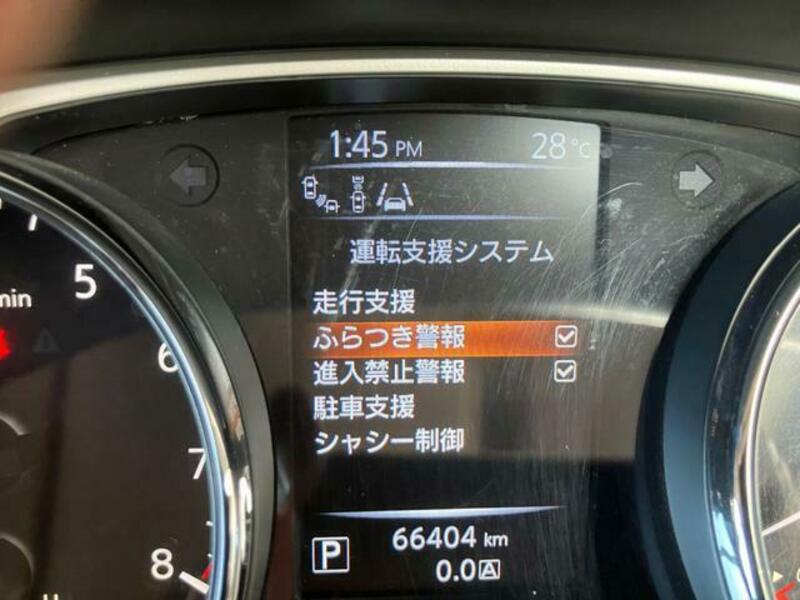 1:45 PM 28°C
運転支援システム
走行支援
ふらつき警報
進入禁止警報
駐車支援
シャシー制御
P 66404 km
0.0 A
min
5
6
7
8